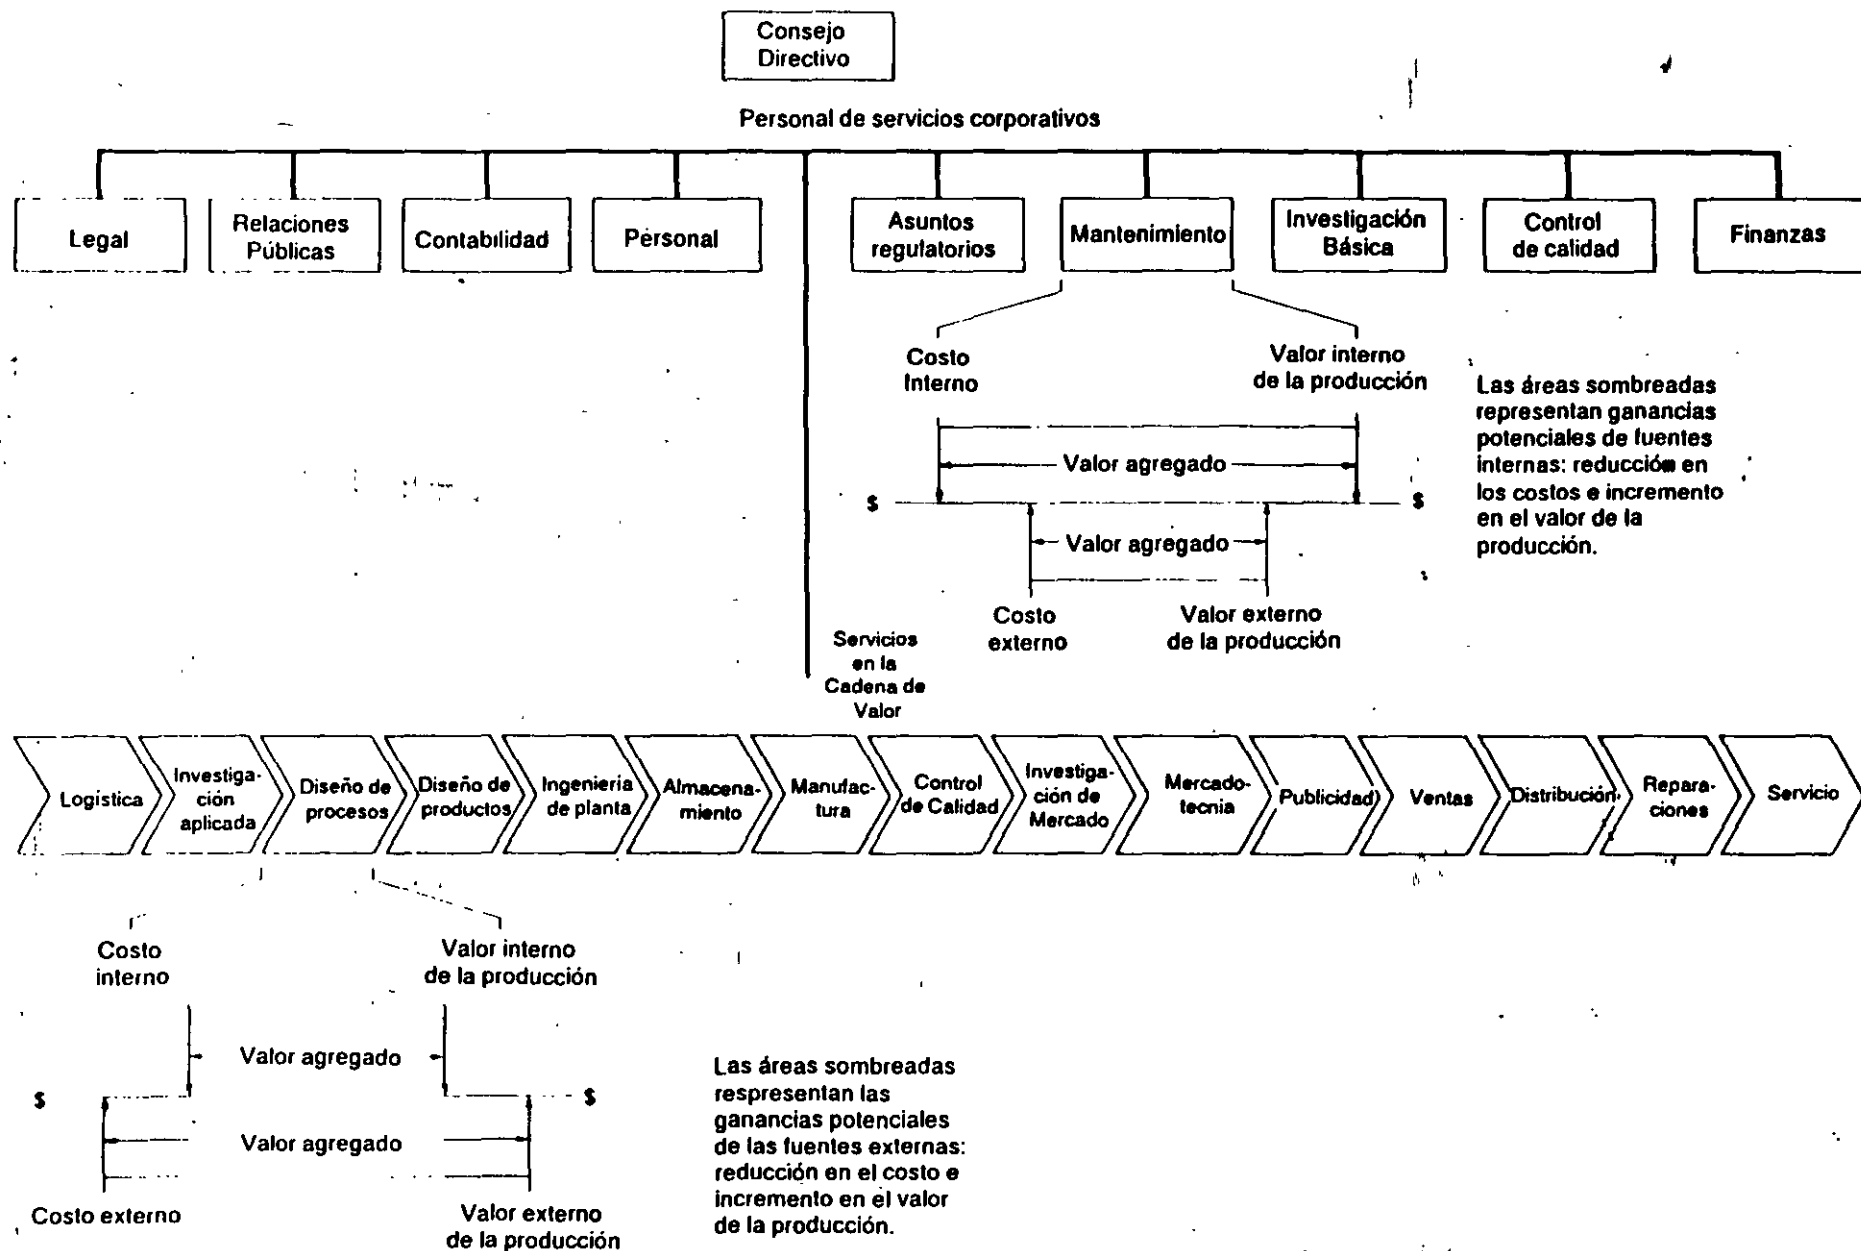 Consejo
Directivo
Personal de servicios corporativos
Legal
Relaciones
Públicas
Contabilidad
Personal
Asuntos
regulatorios
Mantenimiento
Investigación
Básica
Control
de calidad
Finanzas
Costo
Interno
Valor interno
de la producción
Valor agregado
$
$
Valor agregado
Costo
externo
Valor externo
de la producción
Las áreas sombreadas
representan ganancias
potenciales de fuentes
internas: reducción en
los costos e incremento
en el valor de la
producción.
Servicios
en la
Cadena de
Valor
Logística
Investiga-
ción
aplicada
Diseño de
procesos
Diseño de
productos
Ingeniería
de planta
Almacena-
miento
Manufac-
tura
Control
de Calidad
Investiga-
ción de
Mercado
Mercado-
tecnia
Publicidad
Ventas
Distribución
Repara-
ciones
Servicio
Costo
interno
Valor interno
de la producción
Valor agregado
$
$
Valor agregado
Costo externo
Valor externo
de la producción
Las áreas sombreadas
respresentan las
ganancias potenciales
de las fuentes externas:
reducción en el costo e
incremento en el valor
de la producción.